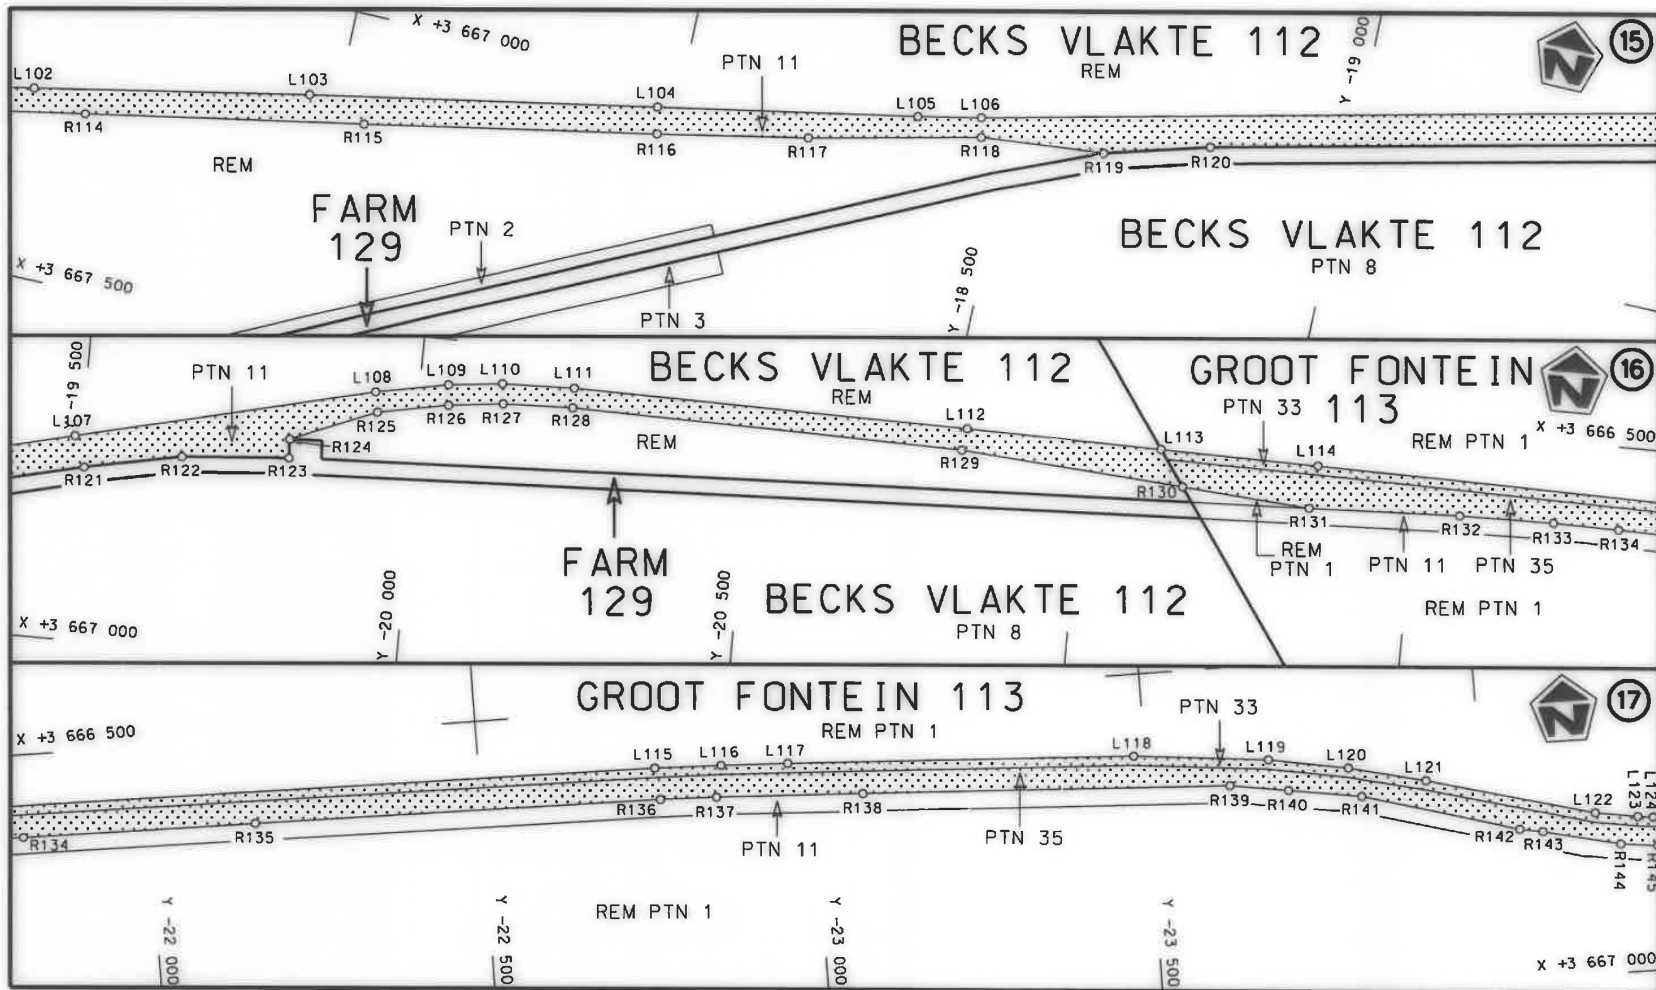 X +3 667 000
BECKS VLAKTE 112
REM
Y -19 000
N
15
PTN 11
L102
L103
L104
L105
L106
R114
R115
R116
R117
R118
R119
R120
REM
FARM
129
PTN 2
PTN 3
BECKS VLAKTE 112
PTN 8
X +3 667 500
Y -18 500
Y -19 500
PTN 11
BECKS VLAKTE 112
REM
GROOT FONTEIN
113
PTN 33
REM PTN 1
X +3 666 500
N
16
L107
L108
L109
L110
L111
L112
L113
L114
R121
R122
R123
R124
R125
R126
R127
R128
REM
R129
R130
R131
R132
R133
R134
REM
PTN 1
PTN 11
PTN 35
REM PTN 1
FARM
129
BECKS VLAKTE 112
PTN 8
X +3 667 000
Y -20 000
Y -20 500
GROOT FONTEIN 113
REM PTN 1
PTN 33
N
17
X +3 666 500
L115
L116
L117
L118
L119
L120
L121
L122
L123
L124
R134
R135
R136
R137
R138
R139
R140
R141
R142
R143
R144
R145
PTN 11
PTN 35
REM PTN 1
Y -22 000
Y -22 500
Y -23 000
Y -23 500
X +3 667 000